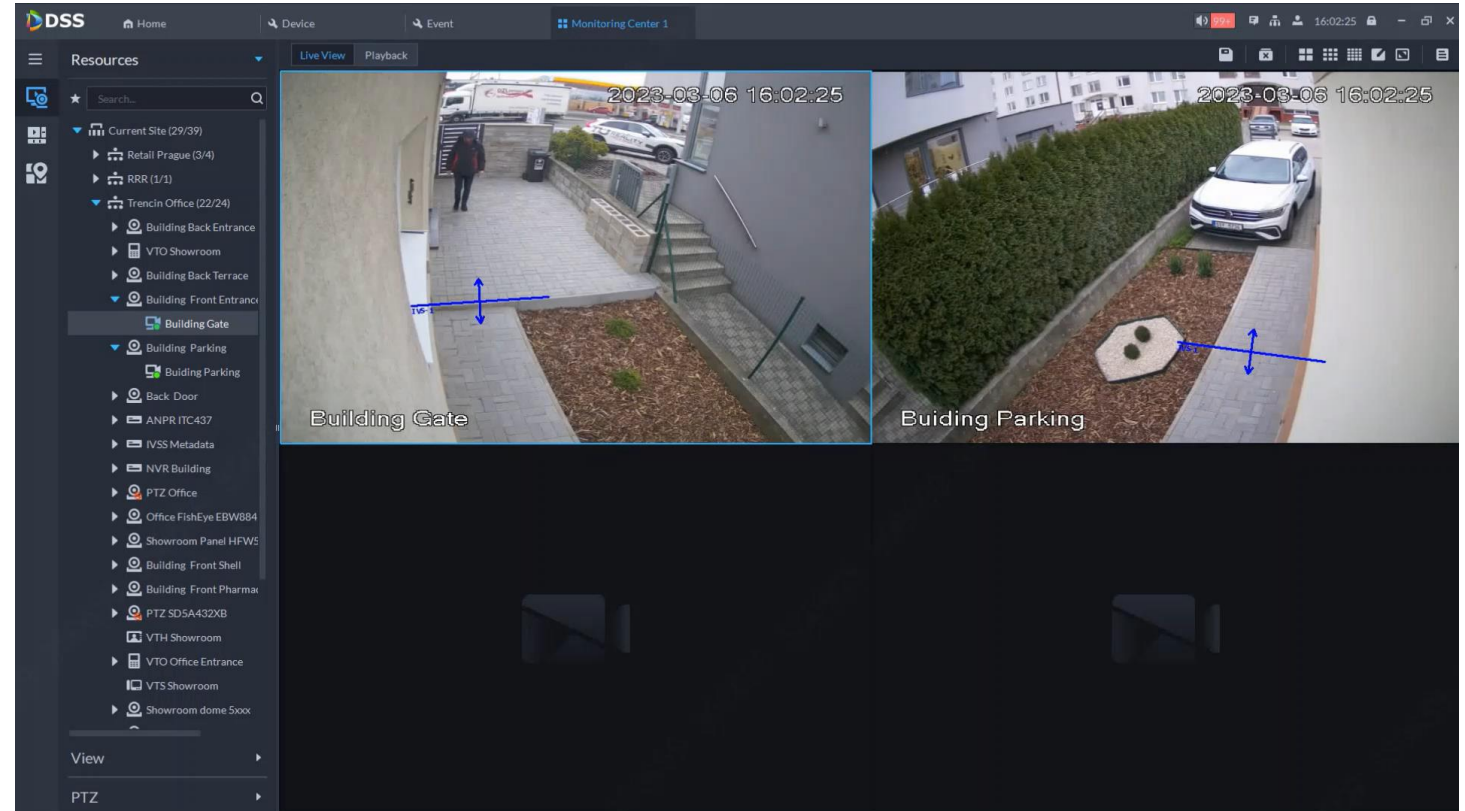 DSS Home Device Event Monitoring Center 1 99+ 16:02:25
Resources
Live View Playback
Search...
Current Site (29/39)
Retail Prague (3/4)
RRR (1/1)
Trencin Office (22/24)
Building Back Entrance
VTO Showroom
Building Back Terrace
Building Front Entrance
Building Gate
Building Parking
Buiding Parking
Back Door
ANPR ITC437
IVSS Metadata
NVR Building
PTZ Office
Office FishEye EBW884
Showroom Panel HFW5
Building Front Shell
Building Front Pharmac
PTZ SD5A432XB
VTH Showroom
VTO Office Entrance
VTS Showroom
Showroom dome 5xxx
View
PTZ
2023-03-06 16:02:25
IVS-1
Building Gate
2023-03-06 16:02:25
IVS-1
Buiding Parking